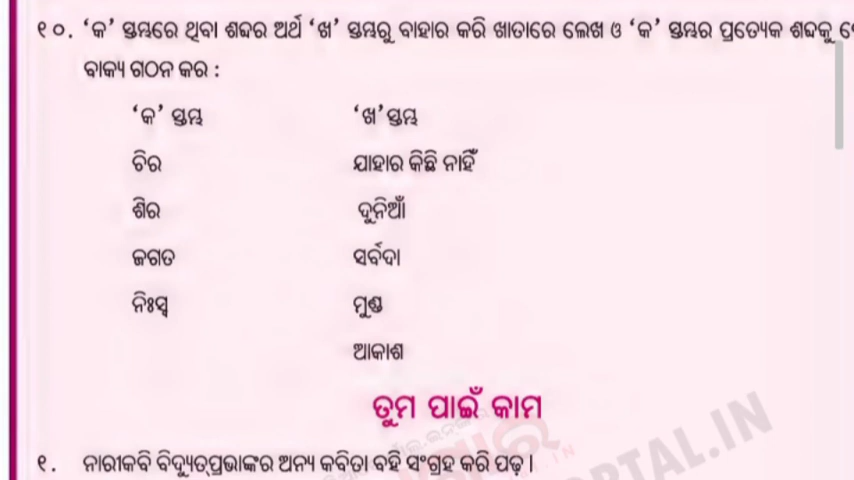 ୧୦. ‘କ’ ସ୍ତମ୍ଭରେ ଥିବା ଶବ୍ଦର ଅର୍ଥ ‘ଖ’ ସ୍ତମ୍ଭରୁ ବାହାର କରି ଖାତାରେ ଲେଖ ଓ ‘କ’ ସ୍ତମ୍ଭର ପ୍ରତ୍ୟେକ ଶବ୍ଦକୁ
ବାକ୍ୟ ଗଠନ କର :
‘କ’ ସ୍ତମ୍ଭ ‘ଖ’ ସ୍ତମ୍ଭ
ଚିର ଯାହାର କିଛି ନାହିଁ
ଶିର ଦୁନିଆଁ
ଜଗତ ସର୍ବଦା
ନିଃସ୍ୱ ମୁଣ୍ଡ
ଆକାଶ
ତୁମ ପାଇଁ କାମ
୧. ନାରୀକବି ବିଦ୍ୟୁତ୍‌ପ୍ରଭାଙ୍କର ଅନ୍ୟ କବିତା ବହି ସଂଗ୍ରହ କରି ପଢ଼ ।